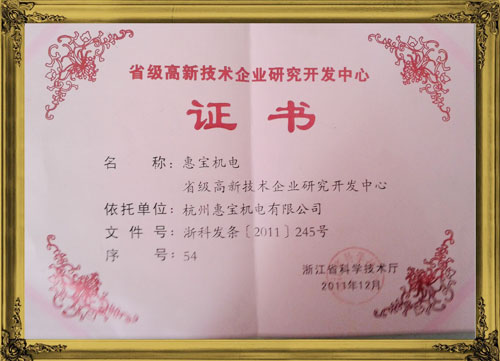 省级高新技术企业研究开发中心
证书
名 称：惠宝机电
省级高新技术企业研究开发中心
依托单位：杭州惠宝机电有限公司
文 件 号：浙科发条〔2011〕245号
序 号：54
浙江省科学技术厅
2011年12月